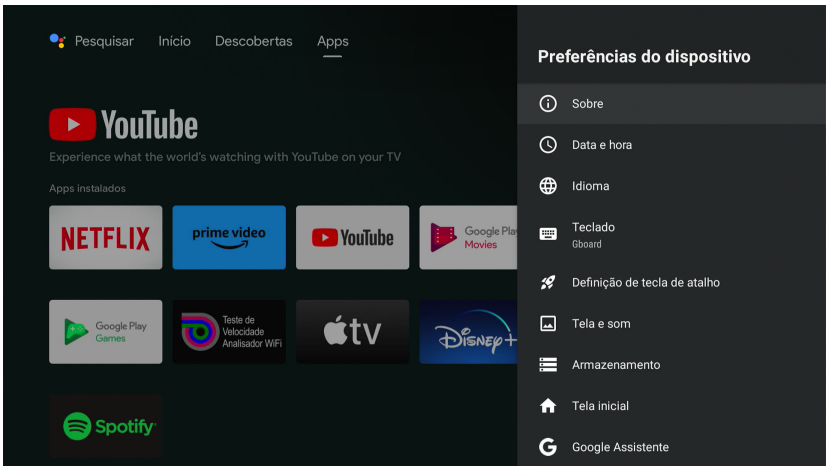 Pesquisar Início Descobertas Apps
YouTube
Experience what the world's watching with YouTube on your TV
Apps instalados
NETFLIX
prime video
YouTube
Google Play
Movies
Google Play
Games
Teste de
Velocidade
Analisador WiFi
tv
Disney+
Spotify
Preferências do dispositivo
Sobre
Data e hora
Idioma
Teclado
Gboard
Definição de tecla de atalho
Tela e som
Armazenamento
Tela inicial
Google Assistente